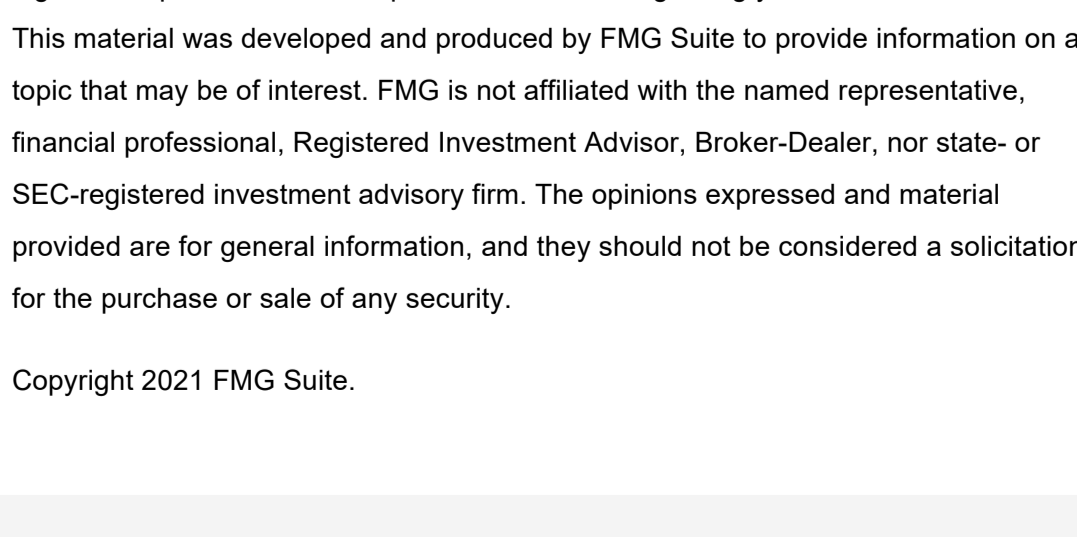 This material was developed and produced by FMG Suite to provide information on a
topic that may be of interest. FMG is not affiliated with the named representative,
financial professional, Registered Investment Advisor, Broker-Dealer, nor state- or
SEC-registered investment advisory firm. The opinions expressed and material
provided are for general information, and they should not be considered a solicitation
for the purchase or sale of any security.
Copyright 2021 FMG Suite.